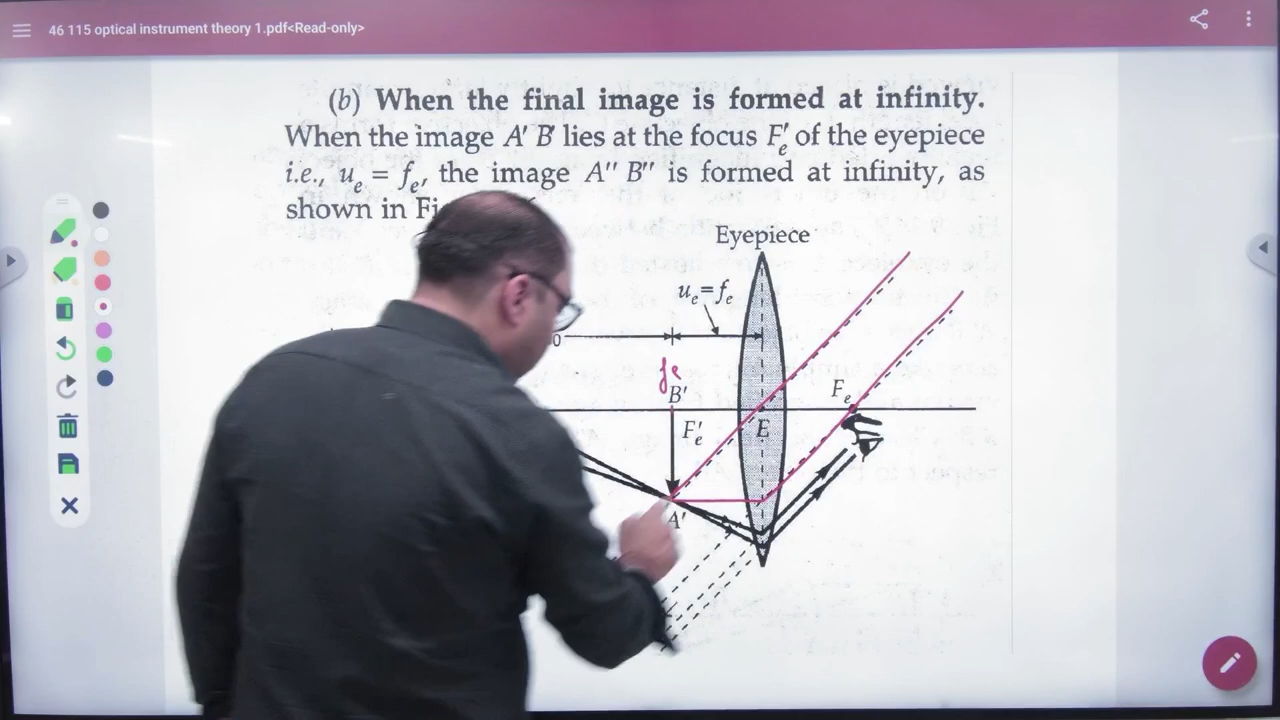 46 115 optical instrument theory 1.pdf<Read-only>
(b) When the final image is formed at infinity.
When the image A′ B′ lies at the focus F′e of the eyepiece
i.e., ue = fe, the image A″ B″ is formed at infinity, as
shown in
Eyepiece
ue=fe
0
fe
B′
Fe
F′e
E
A′